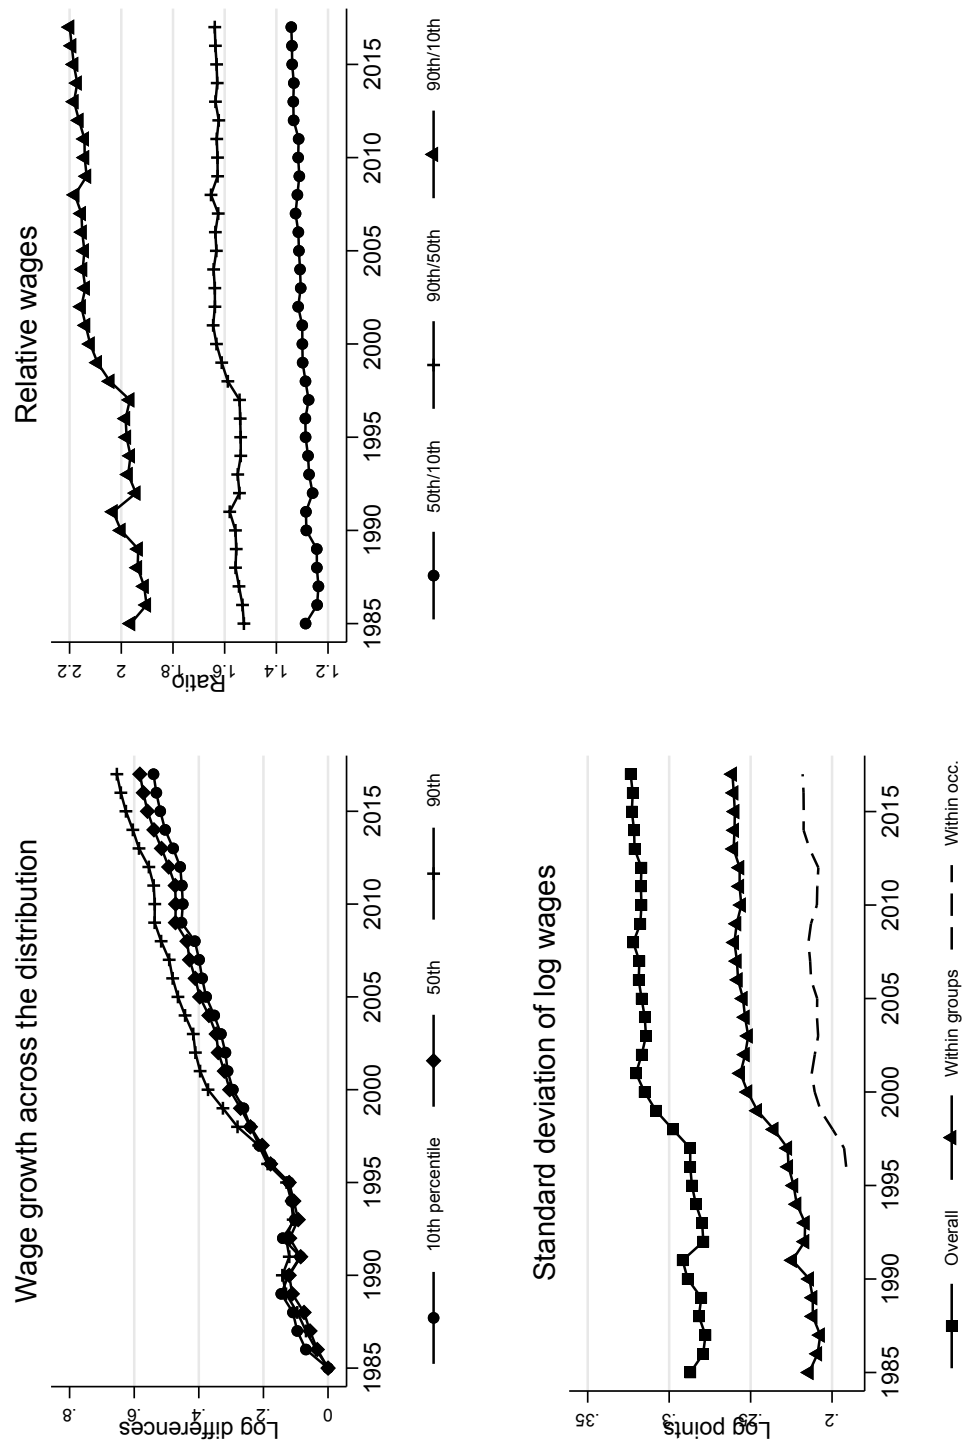 Wage growth across the distribution
Log differences
.8
.6
.4
.2
0
1985 1990 1995 2000 2005 2010 2015
10th percentile 50th 90th
Relative wages
Ratio
2.2
2
1.8
1.6
1.4
1.2
1985 1990 1995 2000 2005 2010 2015
50th/10th 90th/50th 90th/10th
Standard deviation of log wages
Log points
.35
.3
.25
.2
1985 1990 1995 2000 2005 2010 2015
Overall Within groups Within occ.